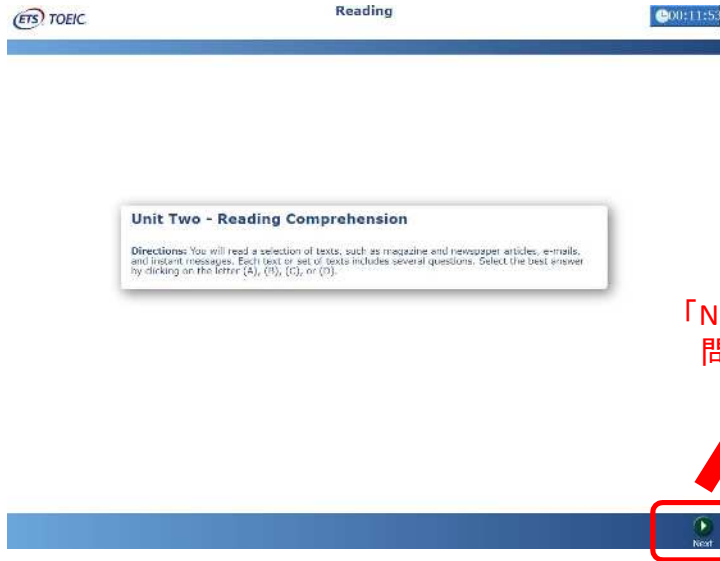 ETS TOEIC
Reading
00:11:53
Unit Two - Reading Comprehension
Directions: You will read a selection of texts, such as magazine and newspaper articles, e-mails,
and instant messages. Each text or set of texts includes several questions. Select the best answer
by clicking on the letter (A), (B), (C), or (D).
「N
問
Next